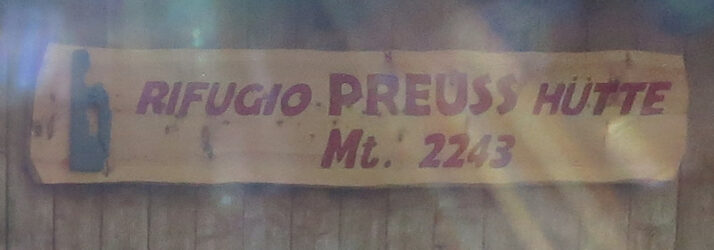 RIFUGIO PREUSS HÜTTE
Mt. 2243